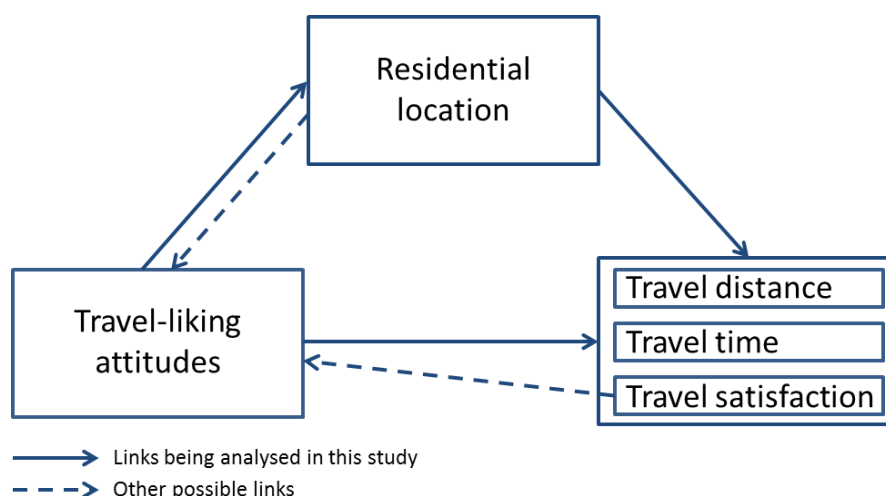 Residential
location
Travel-liking
attitudes
Travel distance
Travel time
Travel satisfaction
Links being analysed in this study
Other possible links